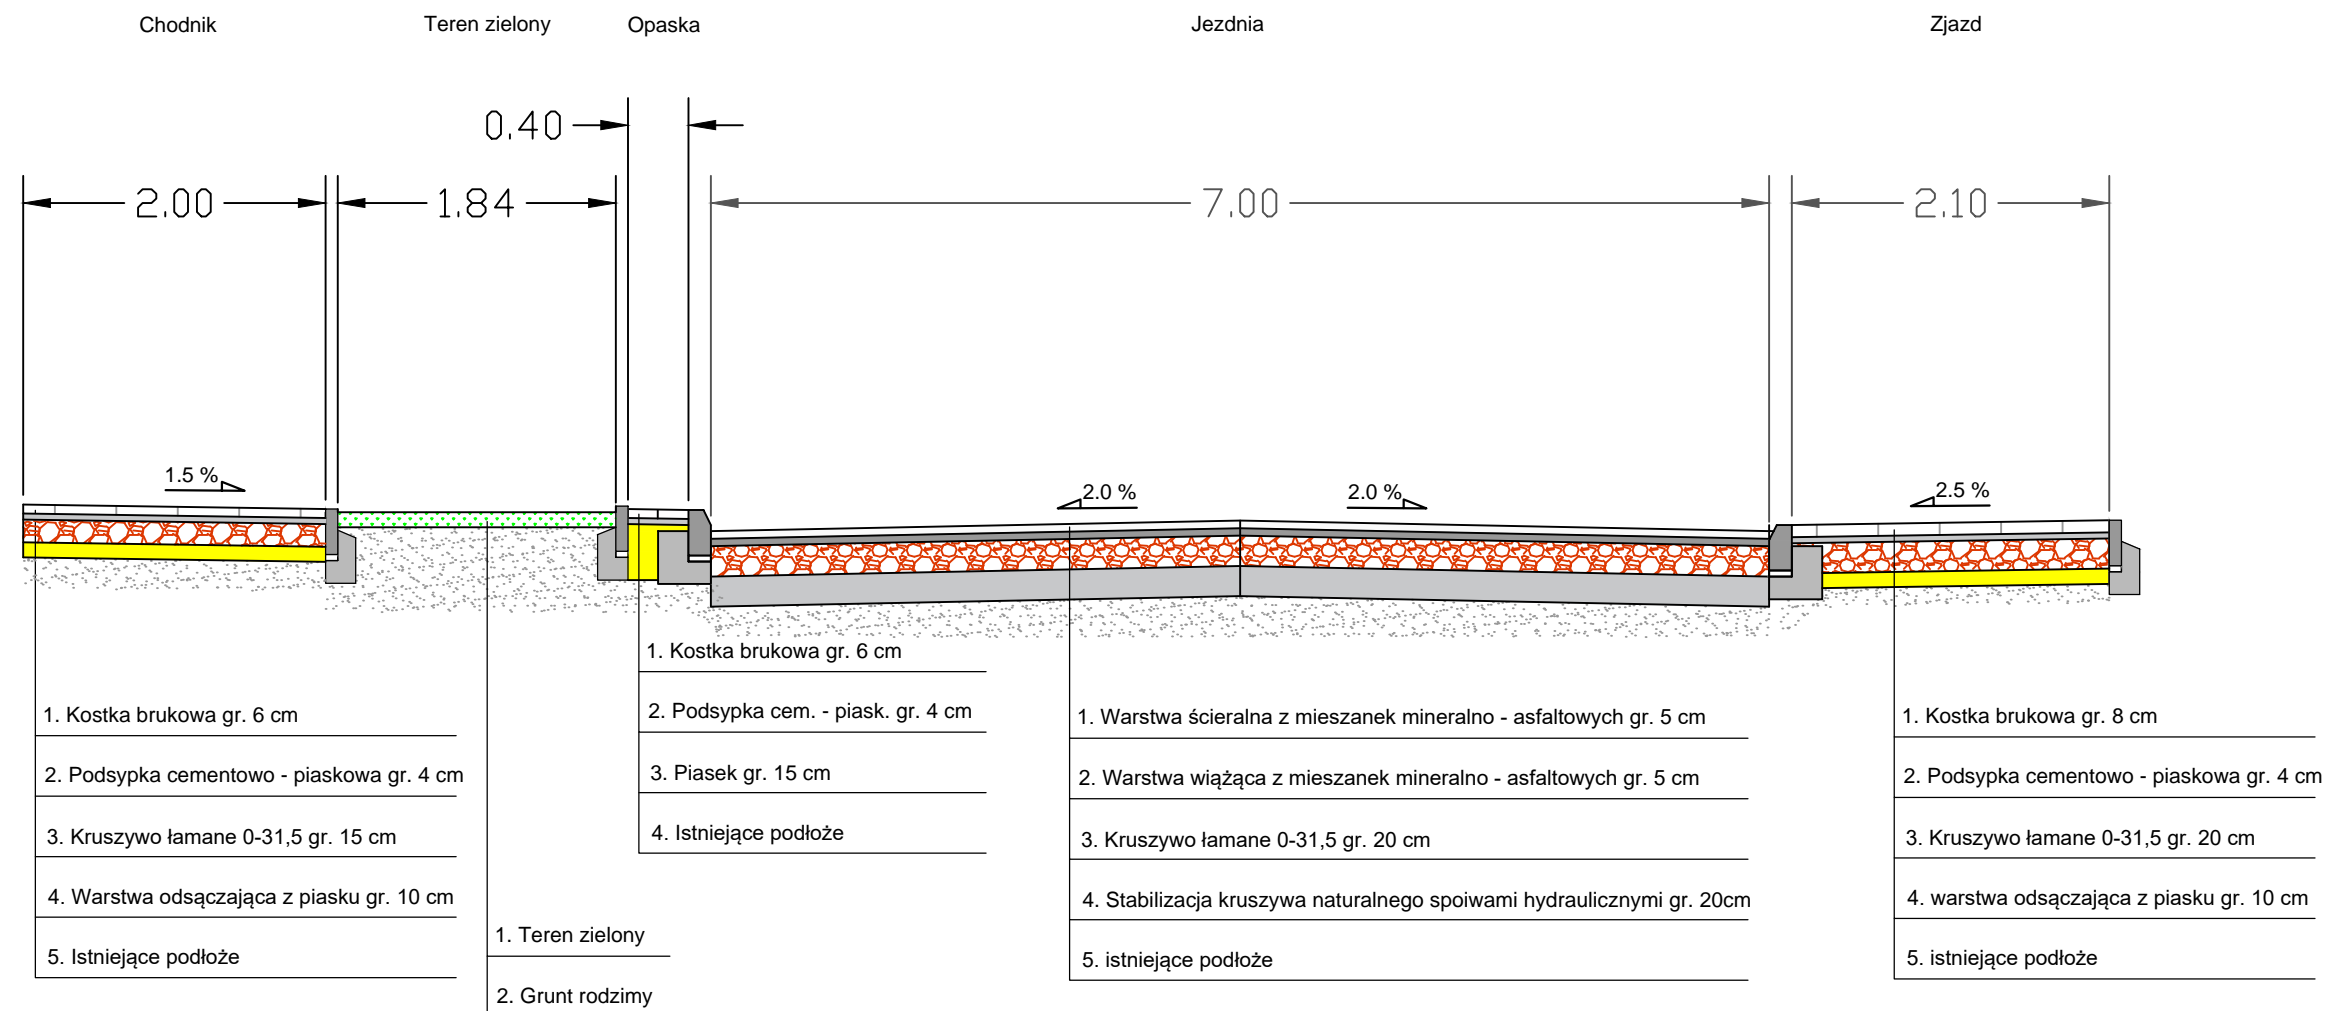 Chodnik
Teren zielony
Opaska
Jezdnia
Zjazd
0.40
2.00
1.84
7.00
2.10
1.5 %
2.0 %
2.0 %
2.5 %
1. Kostka brukowa gr. 6 cm
2. Podsypka cementowo - piaskowa gr. 4 cm
3. Kruszywo łamane 0-31,5 gr. 15 cm
4. Warstwa odsączająca z piasku gr. 10 cm
5. Istniejące podłoże
1. Teren zielony
2. Grunt rodzimy
1. Kostka brukowa gr. 6 cm
2. Podsypka cem. - piask. gr. 4 cm
3. Piasek gr. 15 cm
4. Istniejące podłoże
1. Warstwa ścieralna z mieszanek mineralno - asfaltowych gr. 5 cm
2. Warstwa wiążąca z mieszanek mineralno - asfaltowych gr. 5 cm
3. Kruszywo łamane 0-31,5 gr. 20 cm
4. Stabilizacja kruszywa naturalnego spoiwami hydraulicznymi gr. 20cm
5. istniejące podłoże
1. Kostka brukowa gr. 8 cm
2. Podsypka cementowo - piaskowa gr. 4 cm
3. Kruszywo łamane 0-31,5 gr. 20 cm
4. warstwa odsączająca z piasku gr. 10 cm
5. istniejące podłoże